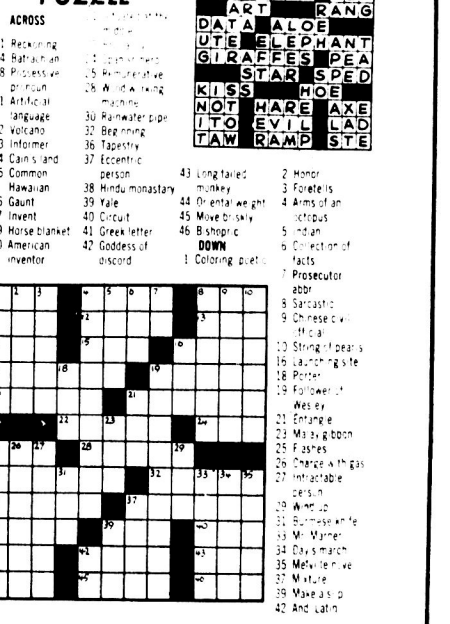 PUZZLE
ACROSS
1 Reckoning
4 Batrachian
8 Possessive
pronoun
Artificial
language
Volcano
Informer
Cain's land
Common
Hawaiian
Gaunt
Invent
Horse blanket
American
inventor
middle
25 Remunerative
28 Wind working
machine
30 Rainwater pipe
32 Beginning
36 Tapestry
37 Eccentric
person
38 Hindu monastary
39 Yale
40 Circuit
41 Greek letter
42 Goddess of
discord
43 Long tailed
monkey
44 Oriental weight
45 Move briskly
46 Bishopric
DOWN
1 Coloring poetic
2 Honor
3 Foretells
4 Arms of an
octopus
5 Indian
6 Collection of
facts
7 Prosecutor
abbr
8 Sarcastic
9 Chinese civil
official
10 String of pearls
16 Launching site
18 Porter
19 Follower of
Wesley
21 Entangle
23 Malay gibbon
25 Flashes
26 Charge with gas
27 Intractable
person
29 Wind up
31 Burmese knife
33 Mr Marner
34 Day's march
35 Melville novel
37 Mixture
39 Make a slip
42 And Latin
ART RANG
DATA ALOE
UTE ELEPHANT
GIRAFFES PEA
STAR SPED
KISS HOE
NOT HARE AXE
ITO EVIL LAD
TAW RAMP STE
2 3 4 5 6 7 8 9 10
12 13
15 16
18 19
21
22 23 24
26 27 28 29
31 32 33 34 35
37
39 40
42 43
45 46